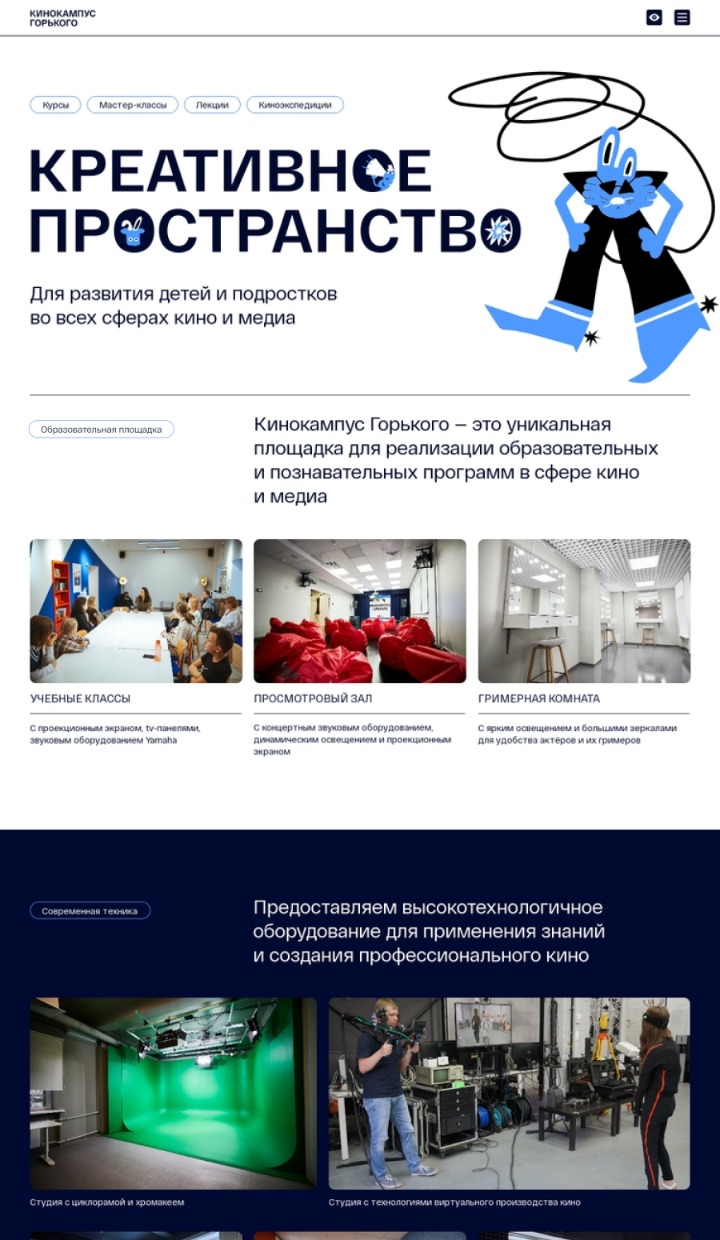 КИНОКАМПУС
ГОРЬКОГО
Курсы
Мастер-классы
Лекции
Киноэкспедиции
КРЕАТИВНОЕ
ПРОСТРАНСТВО
Для развития детей и подростков
во всех сферах кино и медиа
Образовательная площадка
Кинокампус Горького – это уникальная
площадка для реализации образовательных
и познавательных программ в сфере кино
и медиа
УЧЕБНЫЕ КЛАССЫ
С проекционным экраном, tv-панелями,
звуковым оборудованием Yamaha
ПРОСМОТРОВЫЙ ЗАЛ
С концертным звуковым оборудованием,
динамическим освещением и проекционным
экраном
ГРИМЕРНАЯ КОМНАТА
С ярким освещением и большими зеркалами
для удобства актёров и их гримеров
Современная техника
Предоставляем высокотехнологичное
оборудование для применения знаний
и создания профессионального кино
Студия с циклорамой и хромакеем
Студия с технологиями виртуального производства кино